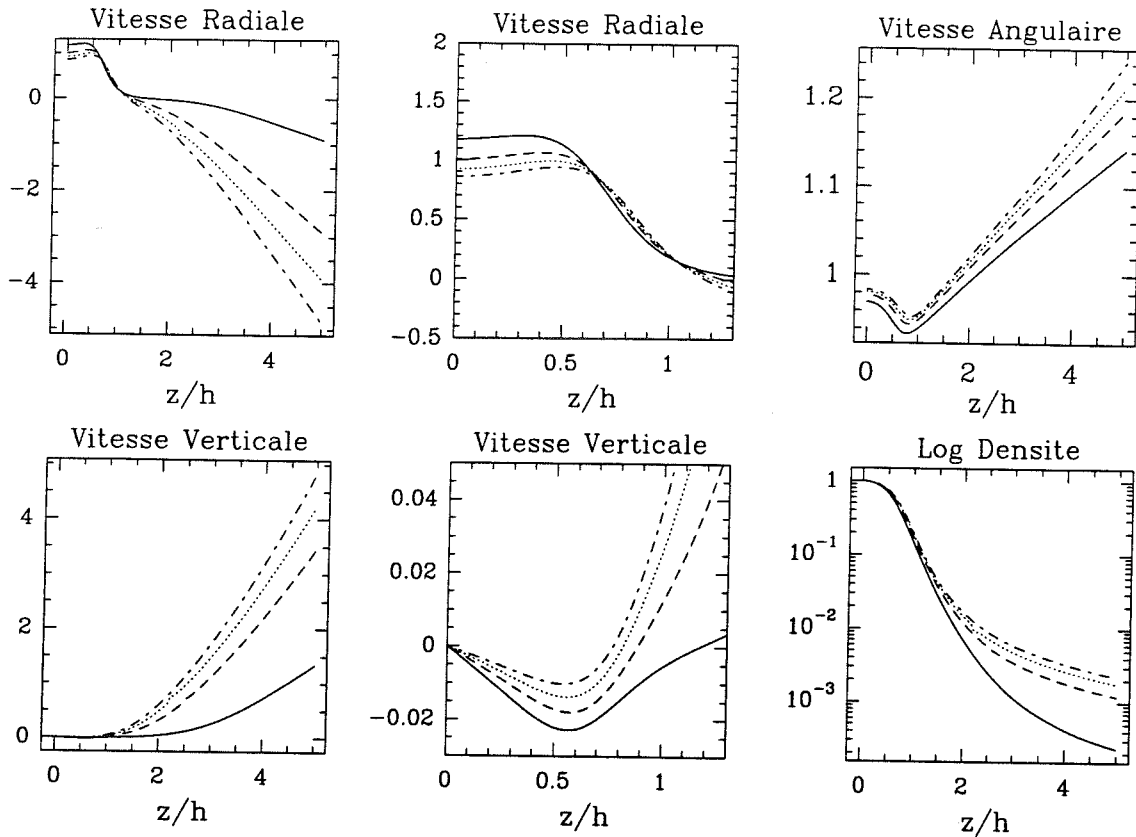 Vitesse Radiale
0
−2
−4
0 2 4
z/h
Vitesse Radiale
2
1.5
1
0.5
0
−0.5
0 0.5 1
z/h
Vitesse Angulaire
1.2
1.1
1
0 2 4
z/h
Vitesse Verticale
4
2
0
0 2 4
z/h
Vitesse Verticale
0.04
0.02
0
−0.02
0 0.5 1
z/h
Log Densite
1
10⁻¹
10⁻²
10⁻³
0 2 4
z/h